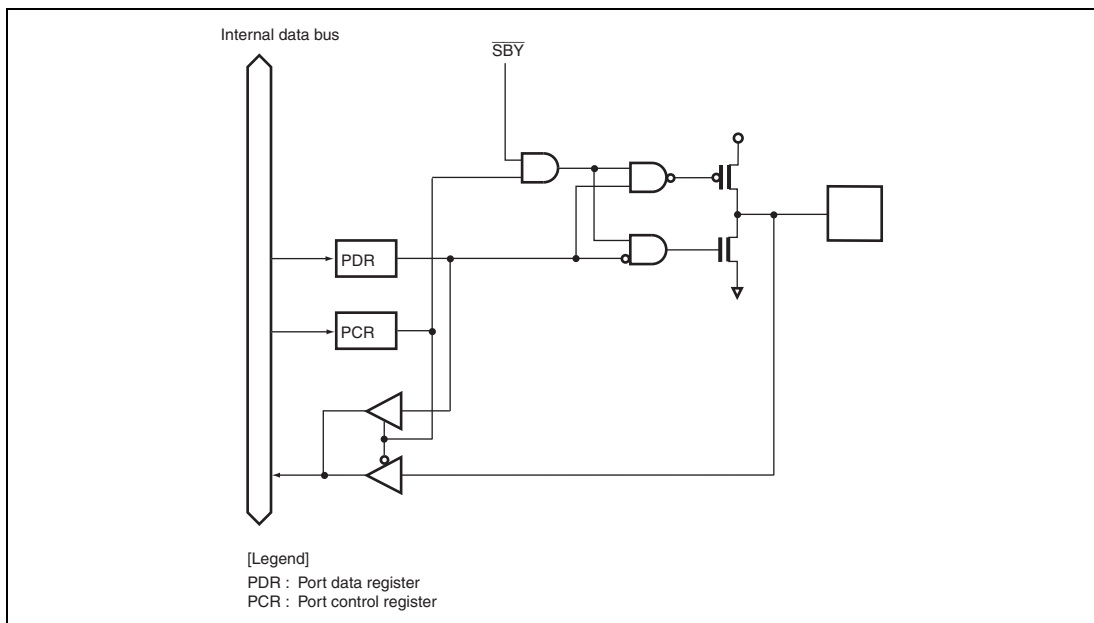 Internal data bus
SBY
PDR
PCR
[Legend]
PDR : Port data register
PCR : Port control register